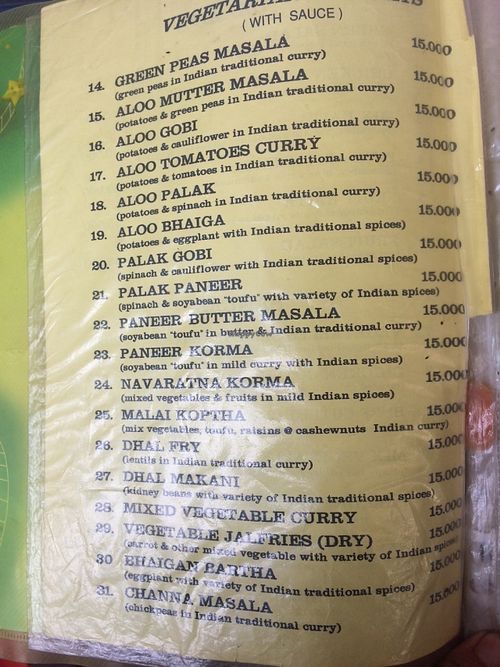 VEGETARIAN
( WITH SAUCE )
14. GREEN PEAS MASALA 15.000
(green peas in Indian traditional curry)
15. ALOO MUTTER MASALA 15.000
(potatoes & green peas in Indian traditional curry)
16. ALOO GOBI 15.000
(potatoes & cauliflower in Indian traditional curry)
17. ALOO TOMATOES CURRY 15.000
(potatoes & tomatoes in Indian traditional curry)
18. ALOO PALAK 15.000
(potatoes & spinach in Indian traditional curry)
19. ALOO BHAIGA 15.000
(potatoes & eggplant with Indian traditional spices)
20. PALAK GOBI 15.000
(spinach & cauliflower with Indian traditional spices)
21. PALAK PANEER 15.000
(spinach & soyabean "toufu" with variety of Indian spices)
22. PANEER BUTTER MASALA 15.000
(soyabean "toufu" in butter & Indian traditional curry)
23. PANEER KORMA 15.000
(soyabean "toufu" in mild curry with Indian spices)
24. NAVARATNA KORMA 15.000
(mixed vegetables & fruits in mild Indian spices)
25. MALAI KOPTHA 15.000
(mix vegetables, toufu, raisins @ cashewnuts Indian curry)
26. DHAL FRY 15.000
(lentils in Indian traditional curry)
27. DHAL MAKANI 15.000
(kidney beans with variety of Indian traditional spices)
28. MIXED VEGETABLE CURRY 15.000
29. VEGETABLE JALFRIES (DRY) 15.000
(carrot & other mixed vegetable with variety of Indian spices)
30 BHAIGAN BARTHA 15.000
(eggplant with variety of Indian traditional spices)
31. CHANNA MASALA 15.000
(chickpeas in Indian traditional curry)